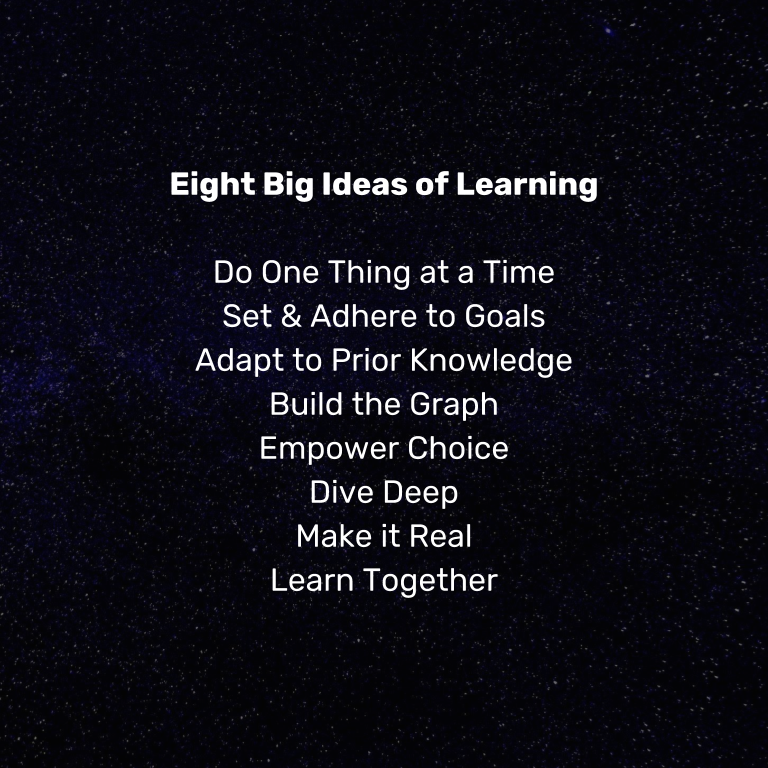 Eight Big Ideas of Learning
Do One Thing at a Time
Set & Adhere to Goals
Adapt to Prior Knowledge
Build the Graph
Empower Choice
Dive Deep
Make it Real
Learn Together